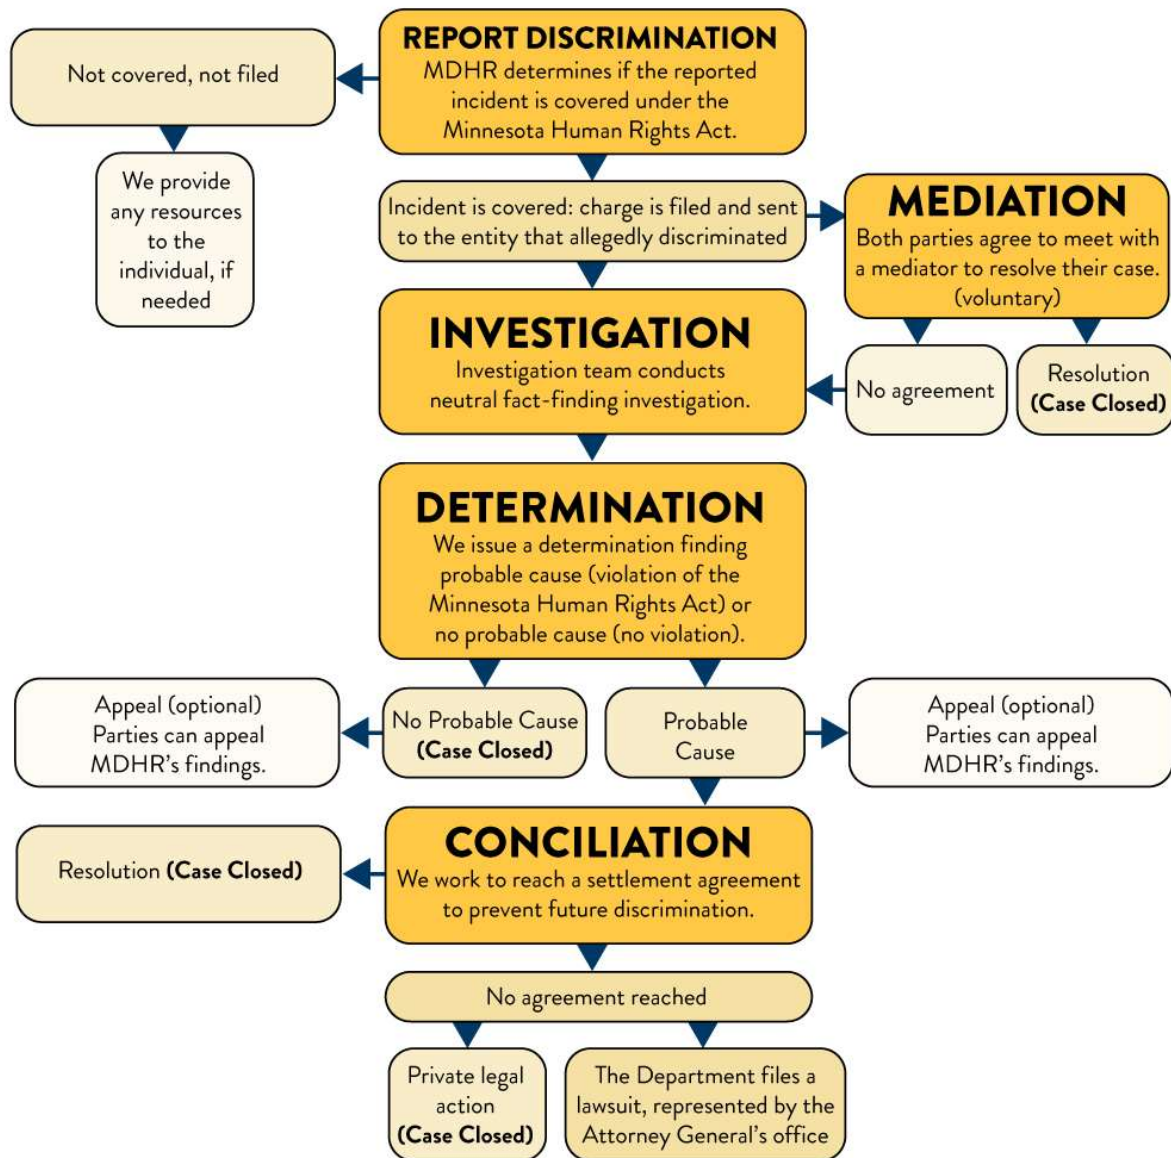 REPORT DISCRIMINATION
MDHR determines if the reported
incident is covered under the
Minnesota Human Rights Act.
Not covered, not filed
We provide
any resources
to the
individual, if
needed
Incident is covered: charge is filed and sent
to the entity that allegedly discriminated
MEDIATION
Both parties agree to meet with
a mediator to resolve their case.
(voluntary)
No agreement
Resolution
(Case Closed)
INVESTIGATION
Investigation team conducts
neutral fact-finding investigation.
DETERMINATION
We issue a determination finding
probable cause (violation of the
Minnesota Human Rights Act) or
no probable cause (no violation).
No Probable Cause
(Case Closed)
Appeal (optional)
Parties can appeal
MDHR's findings.
Probable
Cause
Appeal (optional)
Parties can appeal
MDHR's findings.
CONCILIATION
We work to reach a settlement agreement
to prevent future discrimination.
Resolution (Case Closed)
No agreement reached
Private legal
action
(Case Closed)
The Department files a
lawsuit, represented by the
Attorney General's office